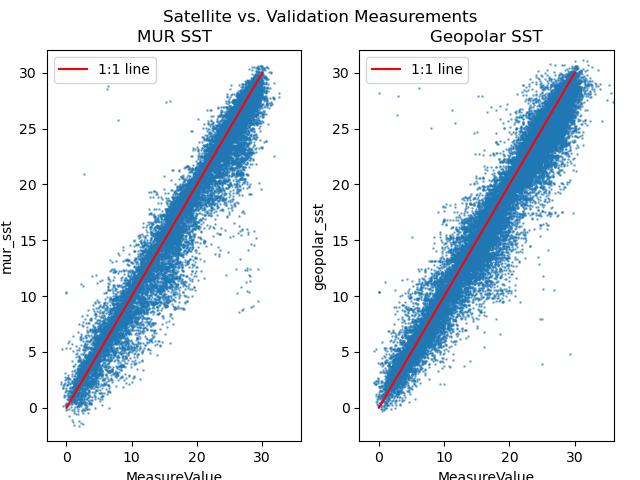 Satellite vs. Validation Measurements
MUR SST
1:1 line
30
25
20
15
10
5
0
mur_sst
0 10 20 30
MeasureValue
Geopolar SST
1:1 line
30
25
20
15
10
5
0
geopolar_sst
0 10 20 30
MeasureValue